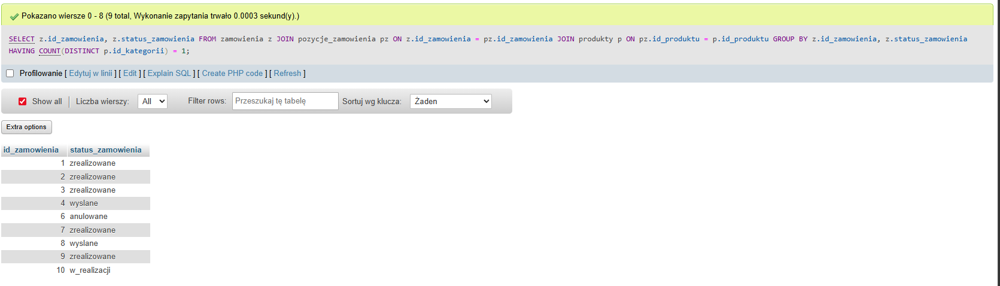 Pokazano wiersze 0 - 8 (9 total, Wykonanie zapytania trwało 0.0003 sekund(y).)
SELECT z.id_zamowienia, z.status_zamowienia FROM zamowienia z JOIN pozycje_zamowienia pz ON z.id_zamowienia = pz.id_zamowienia JOIN produkty p ON pz.id_produktu = p.id_produktu GROUP BY z.id_zamowienia, z.status_zamowienia
HAVING COUNT(DISTINCT p.id_kategorii) = 1;
Profilowanie [ Edytuj w linii ] [ Edit ] [ Explain SQL ] [ Create PHP code ] [ Refresh ]
Show all Liczba wierszy: All Filter rows: Przeszukaj tę tabelę Sortuj wg klucza: Żaden
Extra options
id_zamowienia status_zamowienia
1 zrealizowane
2 zrealizowane
3 zrealizowane
4 wyslane
6 anulowane
7 zrealizowane
8 wyslane
9 zrealizowane
10 w_realizacji